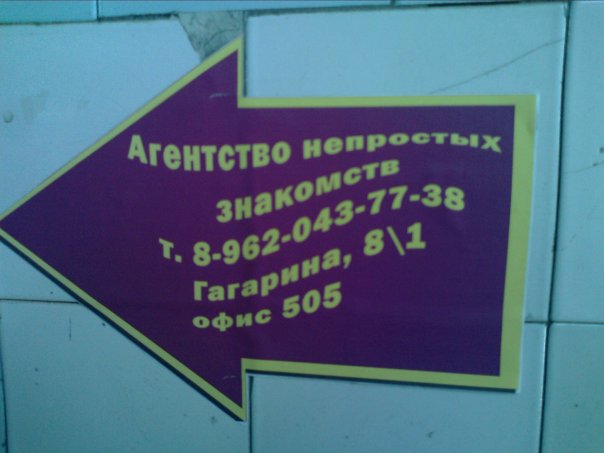 Агентство непростых
знакомств
т. 8-962-043-77-38
Гагарина, 8\1
офис 505